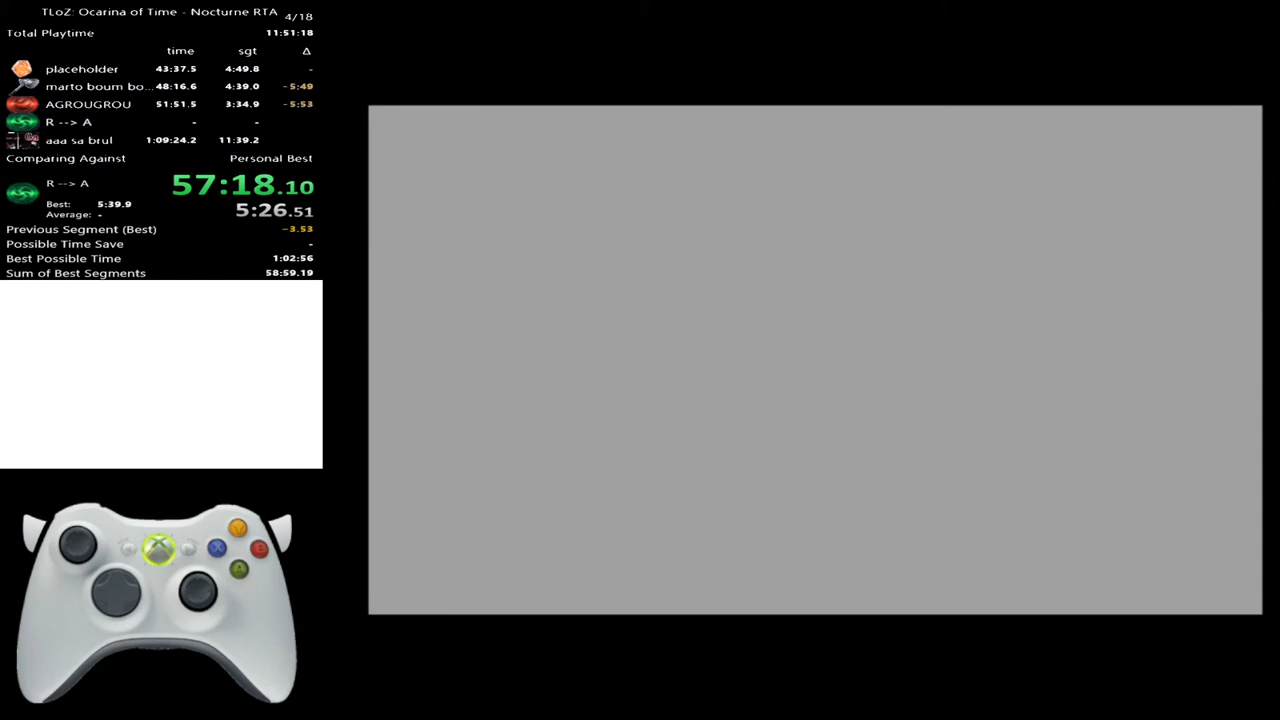 TLoZ: Ocarina of Time - Nocturne RTA 4/18
Total Playtime 11:51:18
time sgt Δ
placeholder 43:37.5 4:49.8 -
marto boum bo... 48:16.6 4:39.0 -5:49
AGROUGROU 51:51.5 3:34.9 -5:53
R --> A - -
aaa sa brul 1:09:24.2 11:39.2
Comparing Against Personal Best
R --> A 57:18.10
Best: 5:39.9 5:26.51
Average: -
Previous Segment (Best) -3.53
Possible Time Save -
Best Possible Time 1:02:56
Sum of Best Segments 58:59.19
Y
X B
A